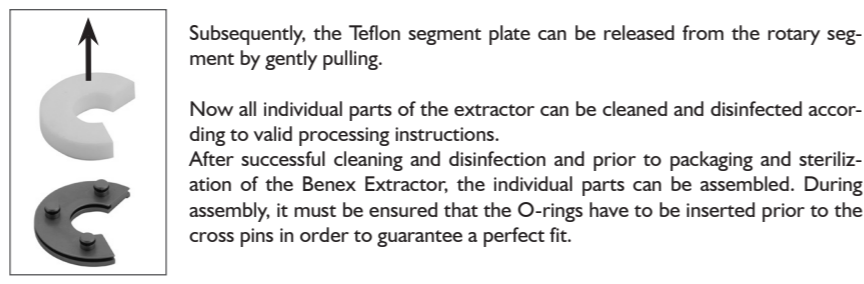 Subsequently, the Teflon segment plate can be released from the rotary seg-
ment by gently pulling.
Now all individual parts of the extractor can be cleaned and disinfected accor-
ding to valid processing instructions.
After successful cleaning and disinfection and prior to packaging and steriliz-
ation of the Benex Extractor, the individual parts can be assembled. During
assembly, it must be ensured that the O-rings have to be inserted prior to the
cross pins in order to guarantee a perfect fit.